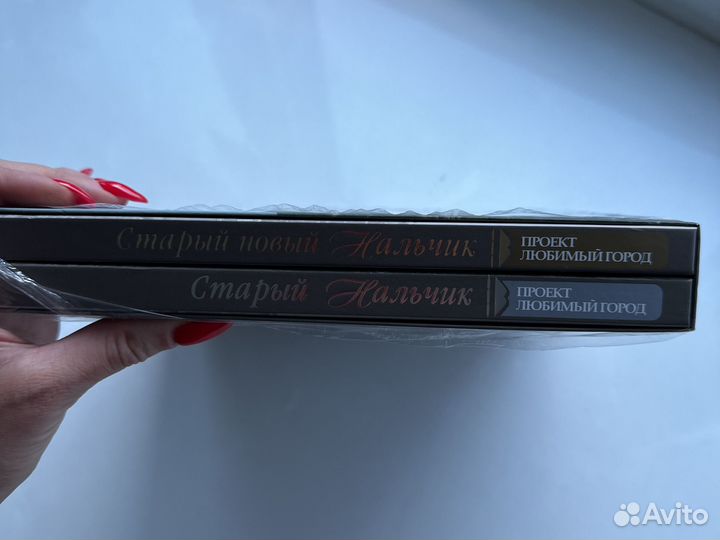 Старый новый Нальчик
ПРОЕКТ
ЛЮБИМЫЙ ГОРОД
Старый Нальчик
ПРОЕКТ
ЛЮБИМЫЙ ГОРОД
Avito